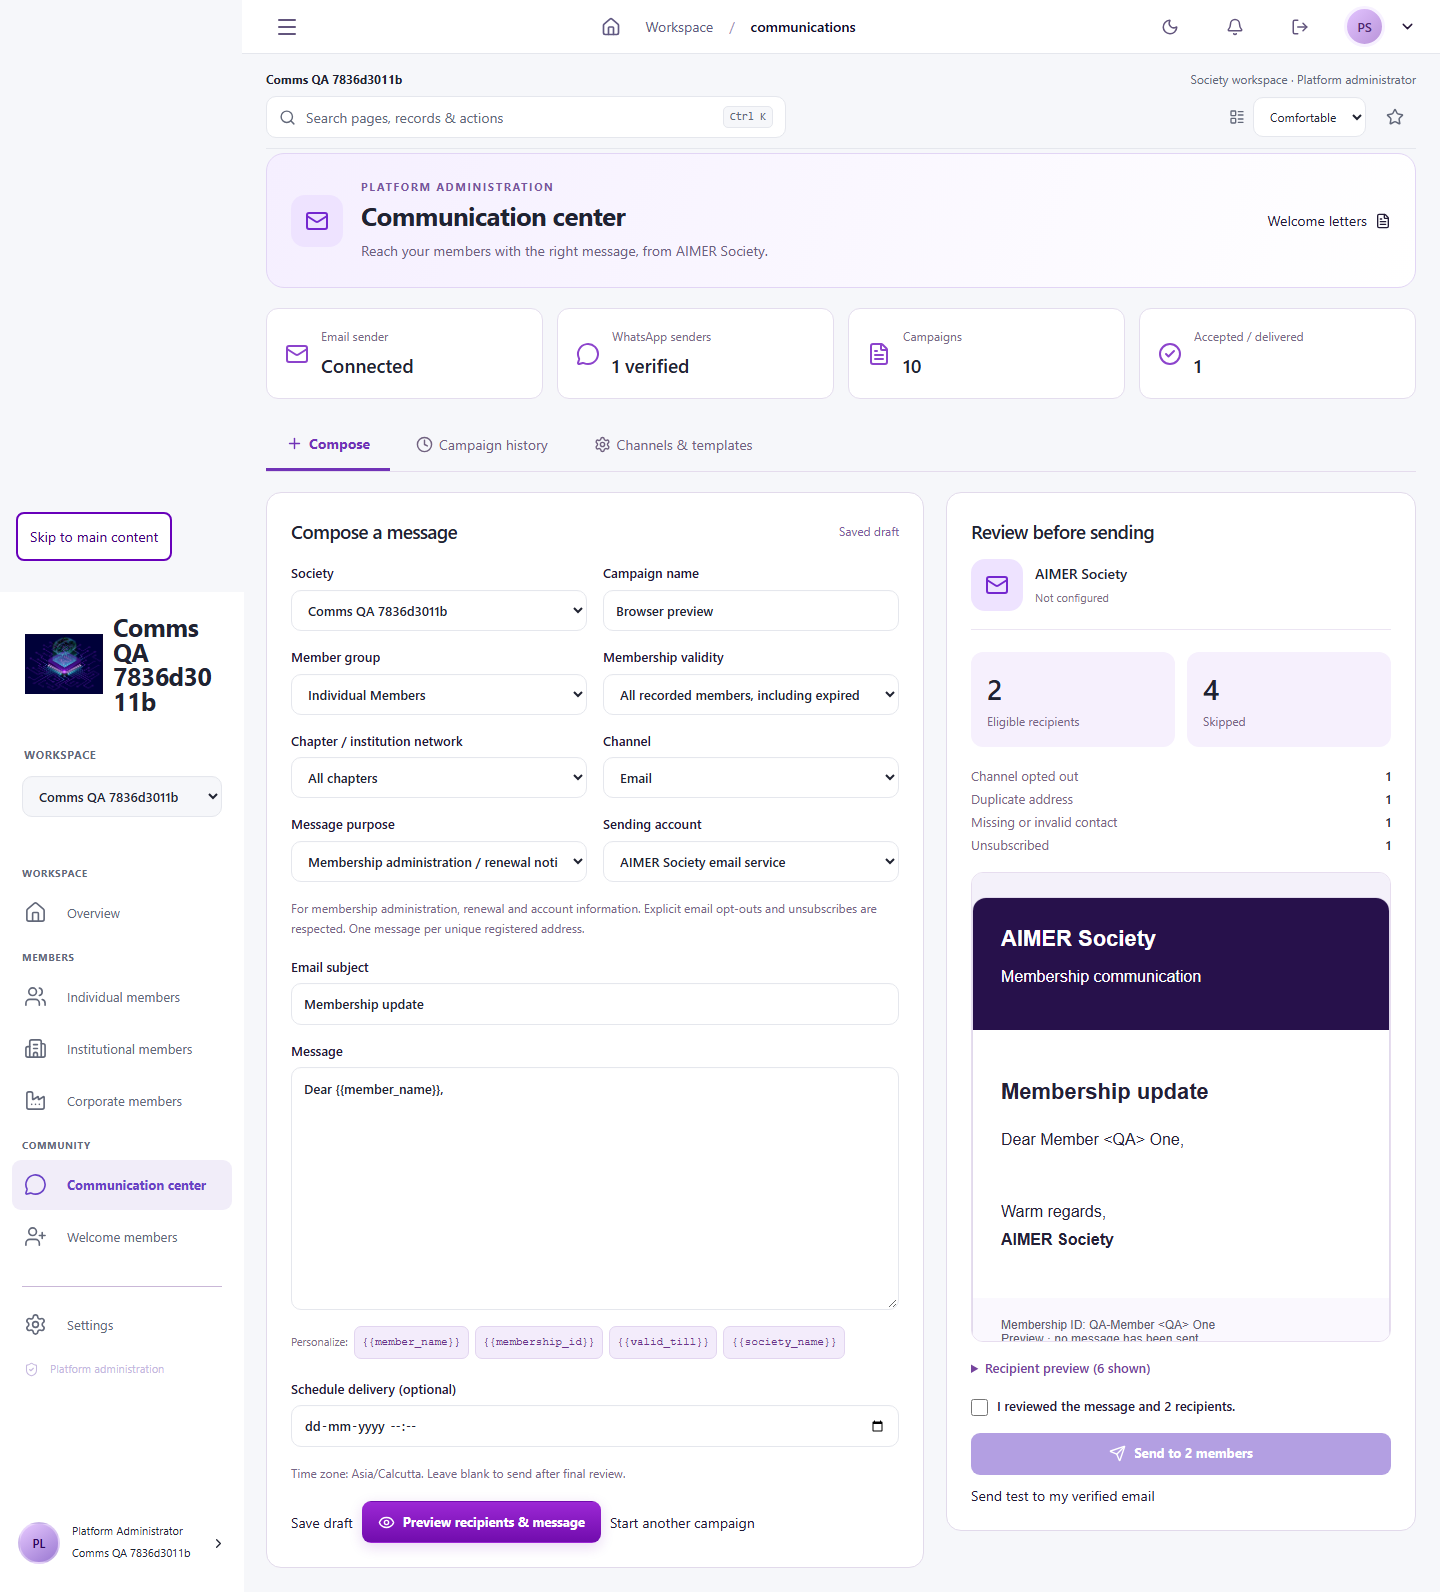 Workspace / communications
PS
Comms QA 7836d3011b
Society workspace · Platform administrator
Search pages, records & actions
Ctrl K
Comfortable
PLATFORM ADMINISTRATION
Communication center
Reach your members with the right message, from AIMER Society.
Welcome letters
Email sender
Connected
WhatsApp senders
1 verified
Campaigns
10
Accepted / delivered
1
Compose
Campaign history
Channels & templates
Skip to main content
Comms
QA
7836d30
11b
WORKSPACE
Comms QA 7836d3011b
WORKSPACE
Overview
MEMBERS
Individual members
Institutional members
Corporate members
COMMUNITY
Communication center
Welcome members
Settings
Platform administration
PL
Platform Administrator
Comms QA 7836d3011b
Compose a message
Saved draft
Society
Comms QA 7836d3011b
Campaign name
Browser preview
Member group
Individual Members
Membership validity
All recorded members, including expired
Chapter / institution network
All chapters
Channel
Email
Message purpose
Membership administration / renewal noti
Sending account
AIMER Society email service
For membership administration, renewal and account information. Explicit email opt-outs and unsubscribes are
respected. One message per unique registered address.
Email subject
Membership update
Message
Dear {{member_name}},
Personalize: {{member_name}} {{membership_id}} {{valid_till}} {{society_name}}
Schedule delivery (optional)
dd-mm-yyyy --:--
Time zone: Asia/Calcutta. Leave blank to send after final review.
Save draft
Preview recipients & message
Start another campaign
Review before sending
AIMER Society
Not configured
2
Eligible recipients
4
Skipped
Channel opted out 1
Duplicate address 1
Missing or invalid contact 1
Unsubscribed 1
AIMER Society
Membership communication
Membership update
Dear Member <QA> One,
Warm regards,
AIMER Society
Membership ID: QA-Member <QA> One
Preview · no message has been sent
Recipient preview (6 shown)
I reviewed the message and 2 recipients.
Send to 2 members
Send test to my verified email